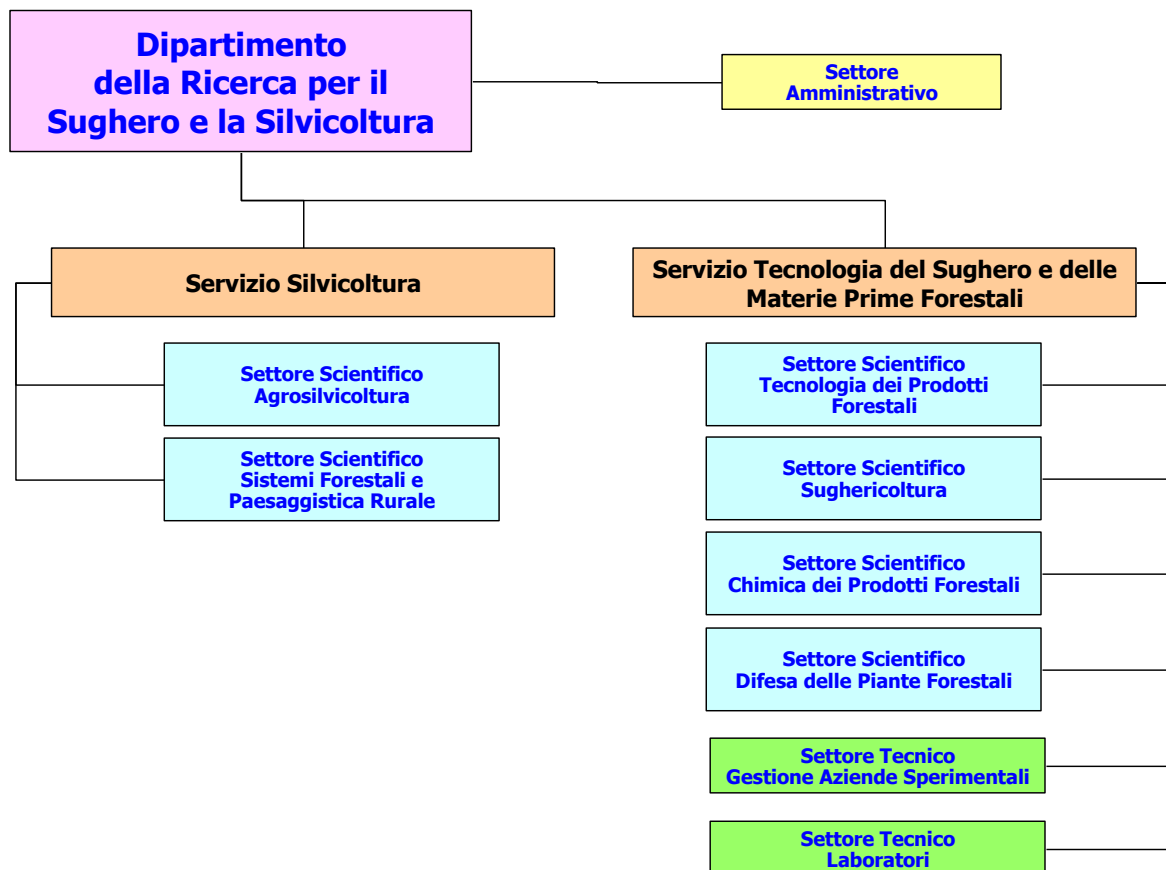 Dipartimento
della Ricerca per il
Sughero e la Silvicoltura
Settore
Amministrativo
Servizio Silvicoltura
Servizio Tecnologia del Sughero e delle
Materie Prime Forestali
Settore Scientifico
Agrosilvicoltura
Settore Scientifico
Sistemi Forestali e
Paesaggistica Rurale
Settore Scientifico
Tecnologia dei Prodotti
Forestali
Settore Scientifico
Sughericoltura
Settore Scientifico
Chimica dei Prodotti Forestali
Settore Scientifico
Difesa delle Piante Forestali
Settore Tecnico
Gestione Aziende Sperimentali
Settore Tecnico
Laboratori